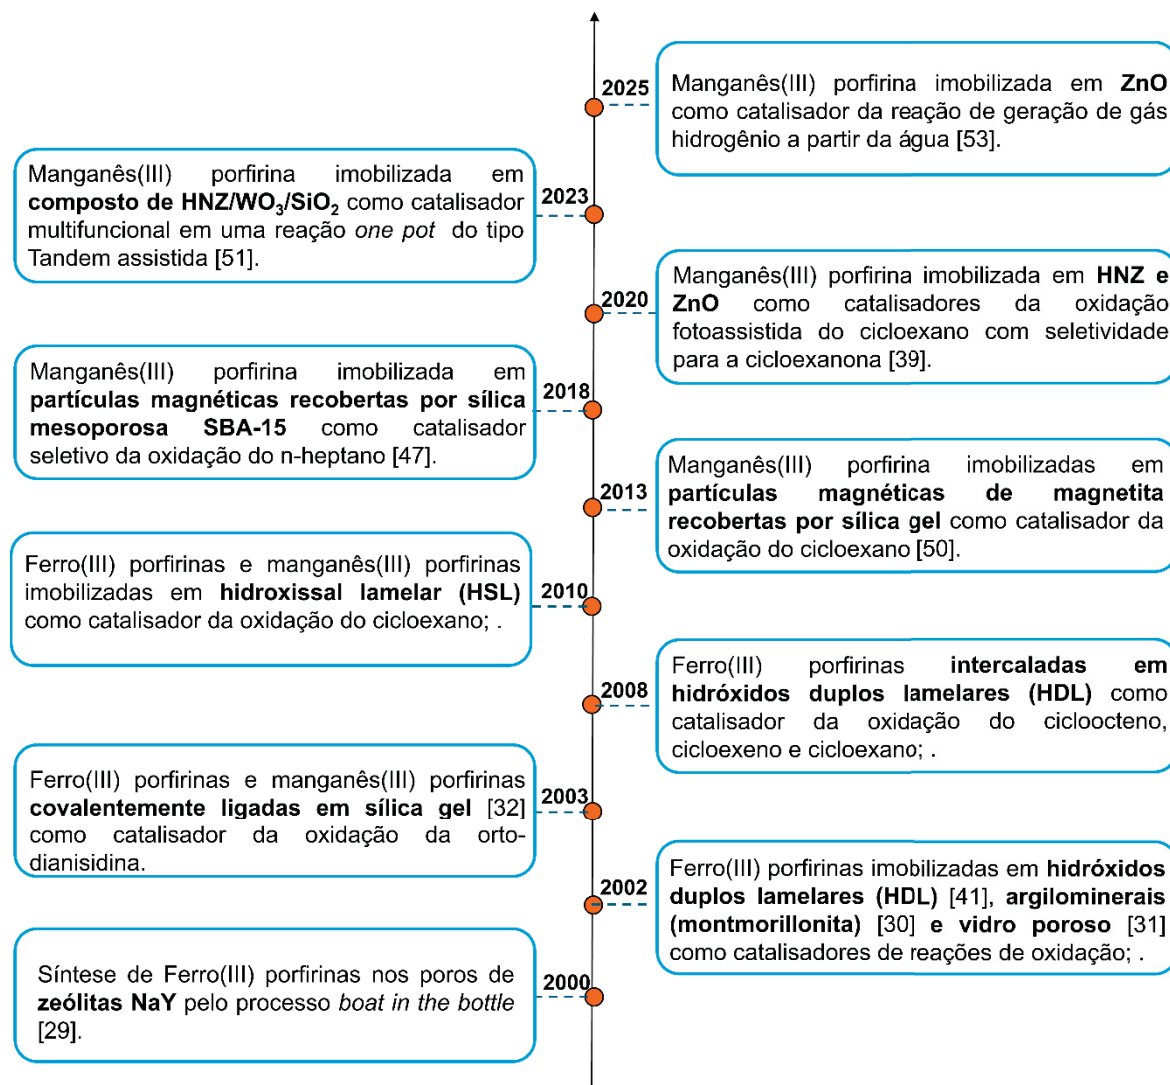 2025
Manganês(III) porfirina imobilizada em ZnO
como catalisador da reação de geração de gás
hidrogênio a partir da água [53].
2023
Manganês(III) porfirina imobilizada em
composto de HNZ/WO₃/SiO₂ como catalisador
multifuncional em uma reação one pot do tipo
Tandem assistida [51].
2020
Manganês(III) porfirina imobilizada em HNZ e
ZnO como catalisadores da oxidação
fotoassistida do cicloexano com seletividade
para a cicloexanona [39].
2018
Manganês(III) porfirina imobilizada em
partículas magnéticas recobertas por sílica
mesoporosa SBA-15 como catalisador
seletivo da oxidação do n-heptano [47].
2013
Manganês(III) porfirina imobilizadas em
partículas magnéticas de magnetita
recobertas por sílica gel como catalisador da
oxidação do cicloexano [50].
2010
Ferro(III) porfirinas e manganês(III) porfirinas
imobilizadas em hidroxissal lamelar (HSL)
como catalisador da oxidação do cicloexano; .
2008
Ferro(III) porfirinas intercaladas em
hidróxidos duplos lamelares (HDL) como
catalisador da oxidação do cicloocteno,
cicloexeno e cicloexano; .
2003
Ferro(III) porfirinas e manganês(III) porfirinas
covalentemente ligadas em sílica gel [32]
como catalisador da oxidação da orto-
dianisidina.
2002
Ferro(III) porfirinas imobilizadas em hidróxidos
duplos lamelares (HDL) [41], argilominerais
(montmorillonita) [30] e vidro poroso [31]
como catalisadores de reações de oxidação; .
2000
Síntese de Ferro(III) porfirinas nos poros de
zeólitas NaY pelo processo boat in the bottle
[29].